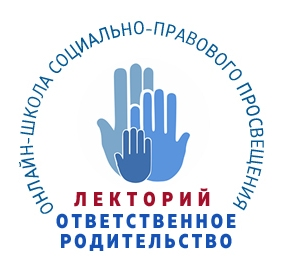 ОНЛАЙН-ШКОЛА СОЦИАЛЬНО-ПРАВОВОГО ПРОСВЕЩЕНИЯ
ЛЕКТОРИЙ
ОТВЕТСТВЕННОЕ
РОДИТЕЛЬСТВО